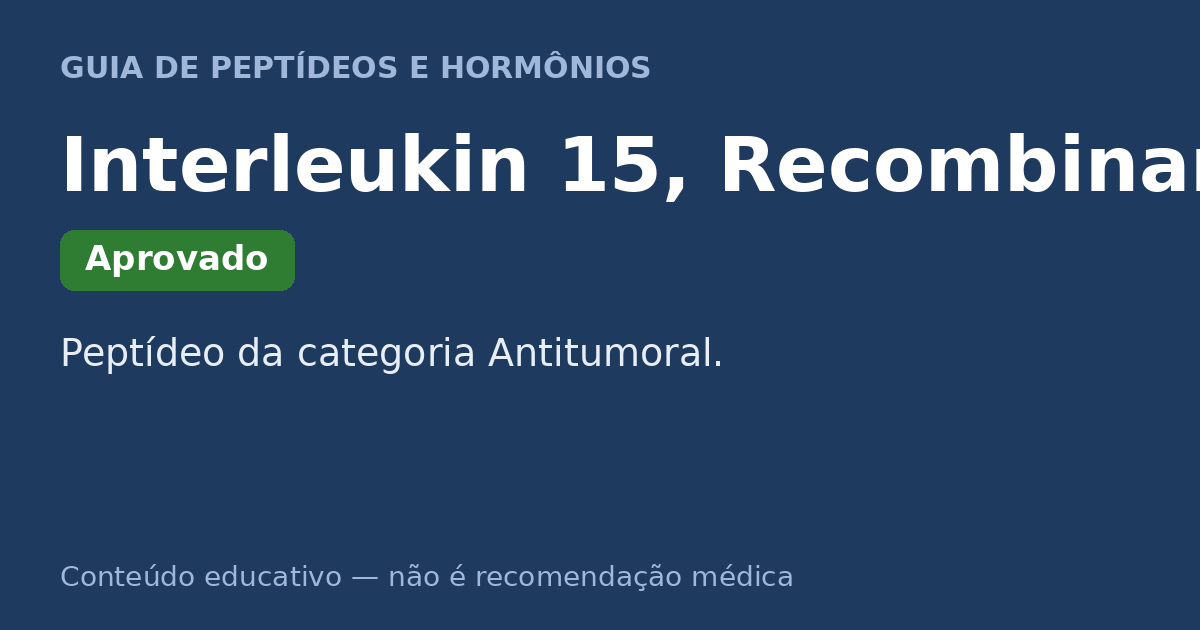 GUIA DE PEPTÍDEOS E HORMÔNIOS
Interleukin 15, Recombinar
Aprovado
Peptídeo da categoria Antitumoral.
Conteúdo educativo — não é recomendação médica